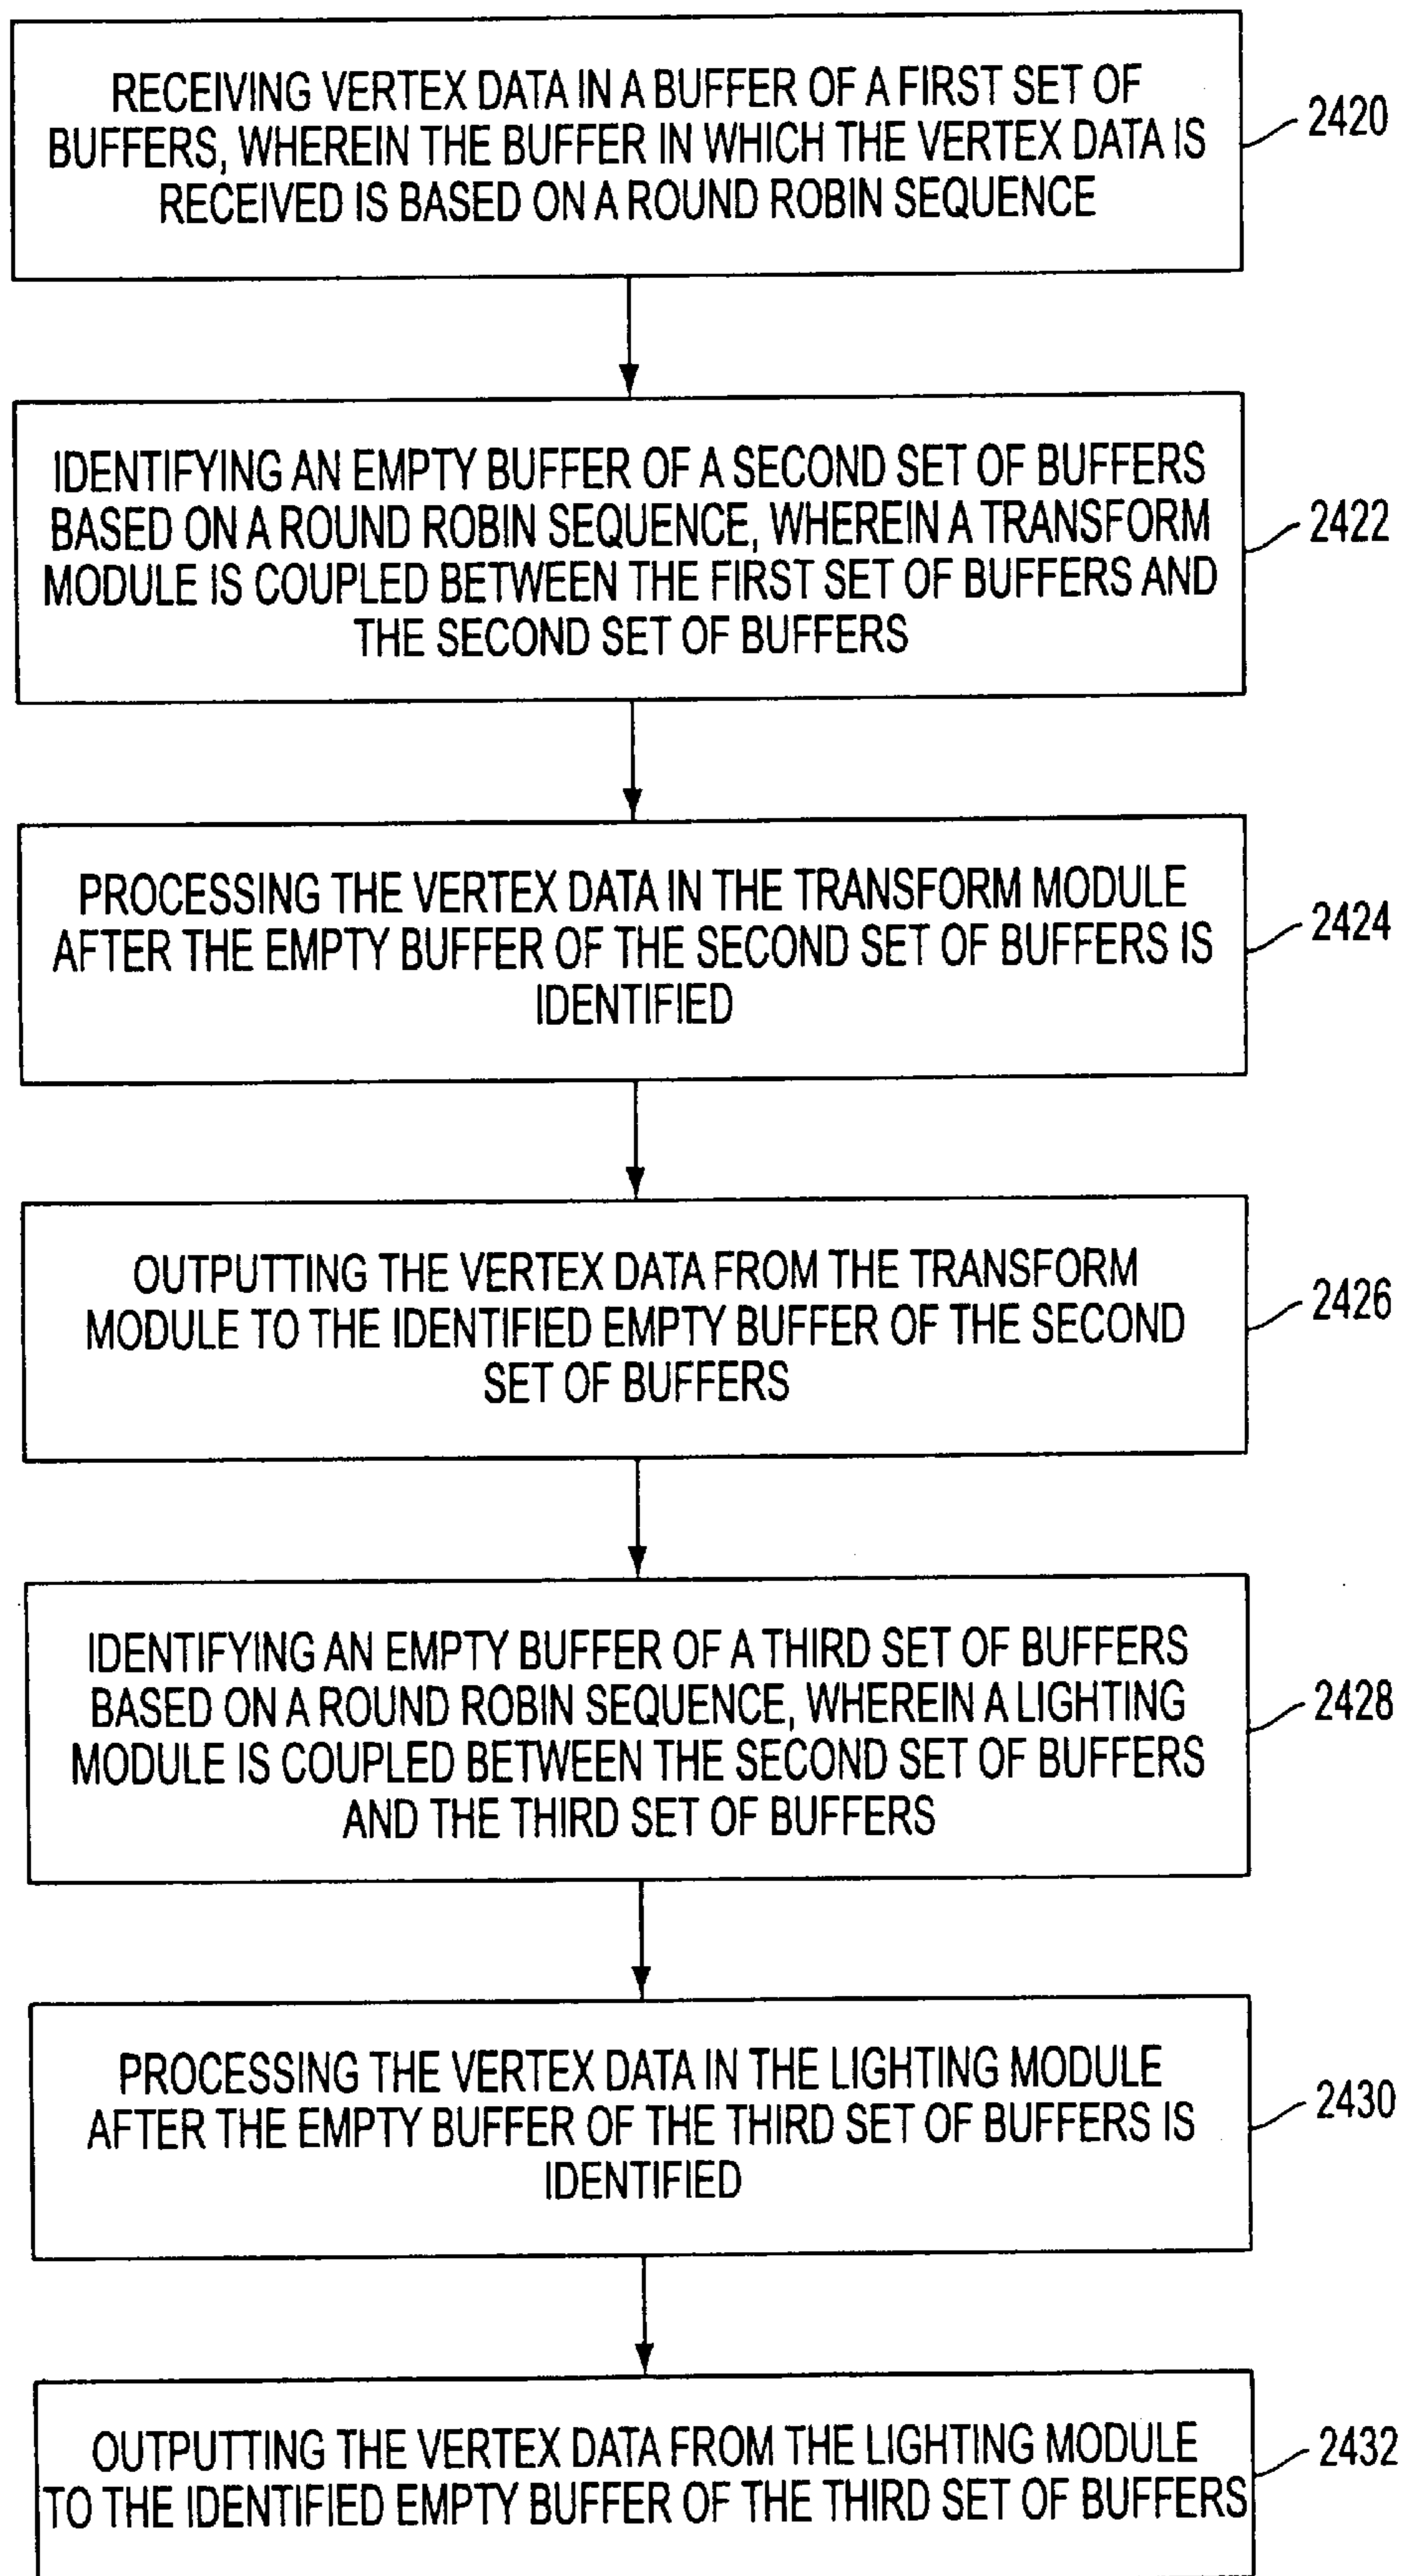 RECEIVING VERTEX DATA IN A BUFFER OF A FIRST SET OF
BUFFERS, WHEREIN THE BUFFER IN WHICH THE VERTEX DATA IS
RECEIVED IS BASED ON A ROUND ROBIN SEQUENCE
2420
IDENTIFYING AN EMPTY BUFFER OF A SECOND SET OF BUFFERS
BASED ON A ROUND ROBIN SEQUENCE, WHEREIN A TRANSFORM
MODULE IS COUPLED BETWEEN THE FIRST SET OF BUFFERS AND
THE SECOND SET OF BUFFERS
2422
PROCESSING THE VERTEX DATA IN THE TRANSFORM MODULE
AFTER THE EMPTY BUFFER OF THE SECOND SET OF BUFFERS IS
IDENTIFIED
2424
OUTPUTTING THE VERTEX DATA FROM THE TRANSFORM
MODULE TO THE IDENTIFIED EMPTY BUFFER OF THE SECOND
SET OF BUFFERS
2426
IDENTIFYING AN EMPTY BUFFER OF A THIRD SET OF BUFFERS
BASED ON A ROUND ROBIN SEQUENCE, WHEREIN A LIGHTING
MODULE IS COUPLED BETWEEN THE SECOND SET OF BUFFERS
AND THE THIRD SET OF BUFFERS
2428
PROCESSING THE VERTEX DATA IN THE LIGHTING MODULE
AFTER THE EMPTY BUFFER OF THE THIRD SET OF BUFFERS IS
IDENTIFIED
2430
OUTPUTTING THE VERTEX DATA FROM THE LIGHTING MODULE
TO THE IDENTIFIED EMPTY BUFFER OF THE THIRD SET OF BUFFERS
2432